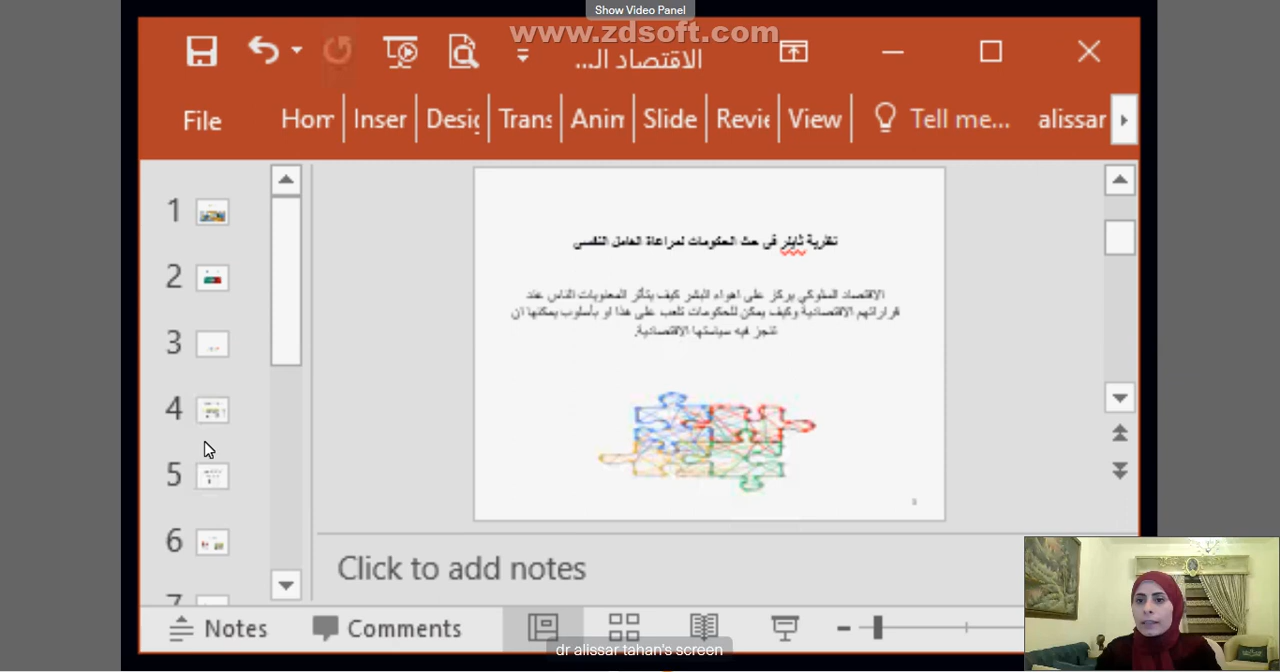 Show Video Panel
www.zdsoft.com
الاقتصاد ال...
File
Hom
Inser
Desig
Trans
Anim
Slide
Revie
View
Tell me...
alissar
1
2
3
4
5
6
7
نظرية ثايلر في حث الحكومات لمراعاة العامل النفسي
الاقتصاد السلوكي يركز على اهواء البشر كيف يتأثر المعنويات الناس عند
قراراتهم الاقتصادية وكيف يمكن للحكومات تلعب على هذا او بأسلوب يمكنها ان
تنجز فيه سياستها الاقتصادية.
Click to add notes
Notes
Comments
dr alissar tahan's screen